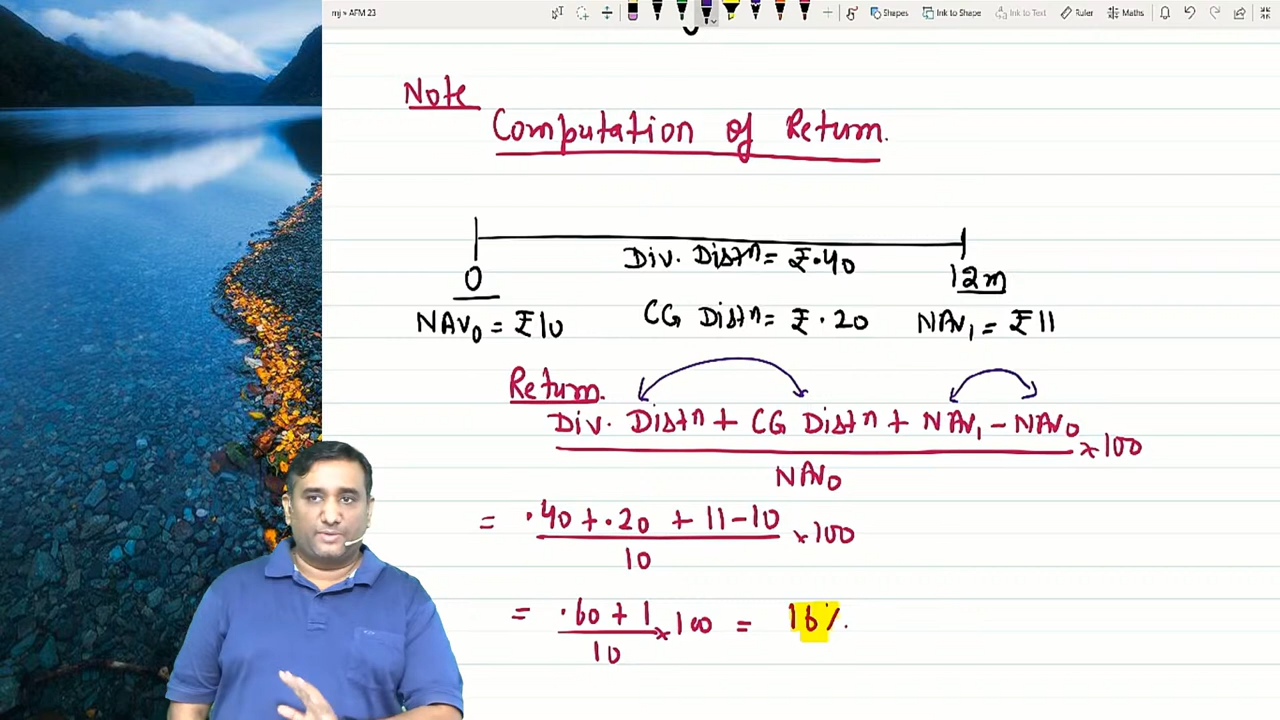 mj » AFM 23
Shapes Ink to Shape Ink to Text Ruler Maths
Note
Computation of Return.
Div. Distn = ₹.40
0
12m
NAV0 = ₹10
CG Distn = ₹.20
NAV1 = ₹11
Return.
Div. Distn + CG Distn + NAV1 - NAV0
×100
NAV0
= .40 + .20 + 11 - 10 ×100
10
= .60 + 1 ×100 = 16%.
10